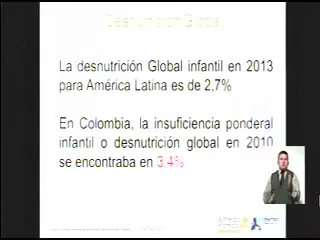 Desnutrición Global
La desnutrición Global infantil en 2013
para América Latina es de 2,7%
En Colombia, la insuficiencia ponderal
infantil o desnutrición global en 2010
se encontraba en 3.4%